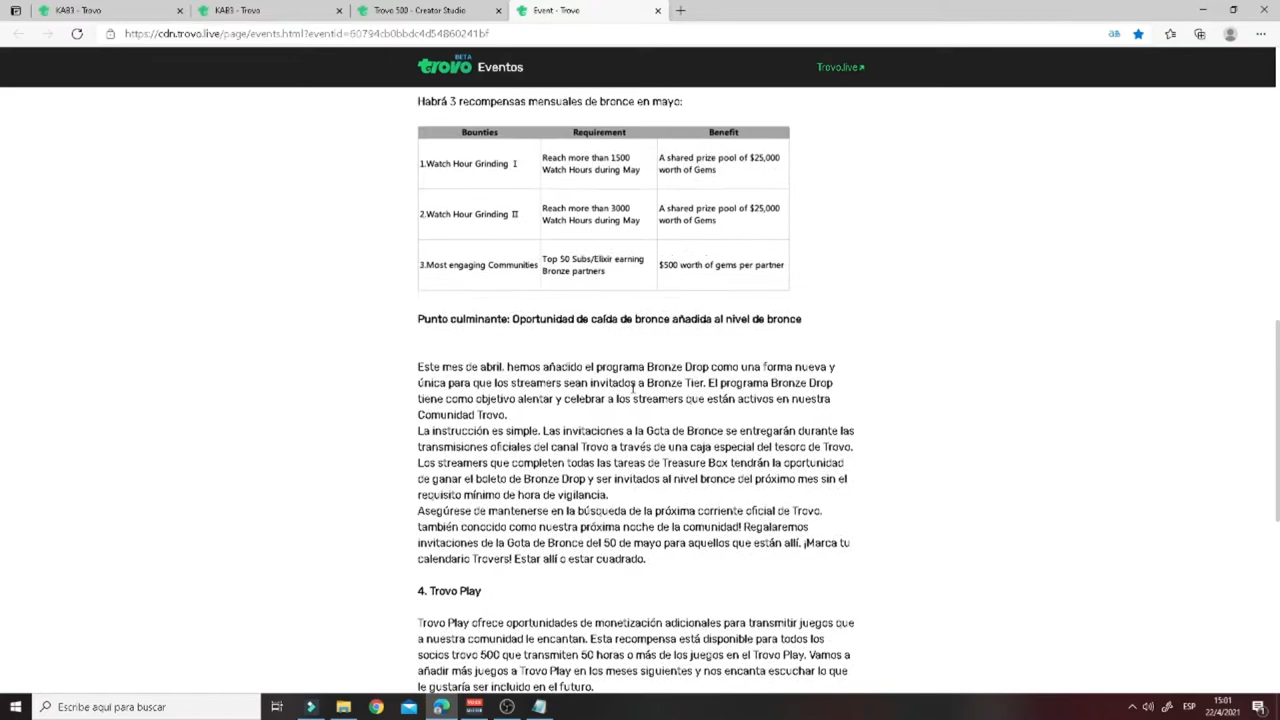 KAB3 - Trovo
KAB3 - Trovo
Trovo 500 - Creator Studio
Event - Trovo
https://cdn.trovo.live/page/events.html?eventid=60794cb0bbdc4d54860241bf
trovo BETA Eventos
Trovo.live
Habrá 3 recompensas mensuales de bronce en mayo:
Bounties Requirement Benefit
1.Watch Hour Grinding Ⅰ
Reach more than 1500
Watch Hours during May
A shared prize pool of $25,000
worth of Gems
2.Watch Hour Grinding Ⅱ
Reach more than 3000
Watch Hours during May
A shared prize pool of $25,000
worth of Gems
3.Most engaging Communities
Top 50 Subs/Elixir earning
Bronze partners
$500 worth of gems per partner
Punto culminante: Oportunidad de caída de bronce añadida al nivel de bronce
Este mes de abril, hemos añadido el programa Bronze Drop como una forma nueva y
única para que los streamers sean invitados a Bronze Tier. El programa Bronze Drop
tiene como objetivo alentar y celebrar a los streamers que están activos en nuestra
Comunidad Trovo.
La instrucción es simple. Las invitaciones a la Gota de Bronce se entregarán durante las
transmisiones oficiales del canal Trovo a través de una caja especial del tesoro de Trovo.
Los streamers que completen todas las tareas de Treasure Box tendrán la oportunidad
de ganar el boleto de Bronze Drop y ser invitados al nivel bronce del próximo mes sin el
requisito mínimo de hora de vigilancia.
Asegúrese de mantenerse en la búsqueda de la próxima corriente oficial de Trovo,
también conocido como nuestra próxima noche de la comunidad! Regalaremos
invitaciones de la Gota de Bronce del 50 de mayo para aquellos que están allí. ¡Marca tu
calendario Trovers! Estar allí o estar cuadrado.
4. Trovo Play
Trovo Play ofrece oportunidades de monetización adicionales para transmitir juegos que
a nuestra comunidad le encantan. Esta recompensa está disponible para todos los
socios trovo 500 que transmiten 50 horas o más de los juegos en el Trovo Play. Vamos a
añadir más juegos a Trovo Play en los meses siguientes y nos encanta escuchar lo que
le gustaría ser incluido en el futuro.
Escribe aquí para buscar
ESP
15:01
22/4/2021